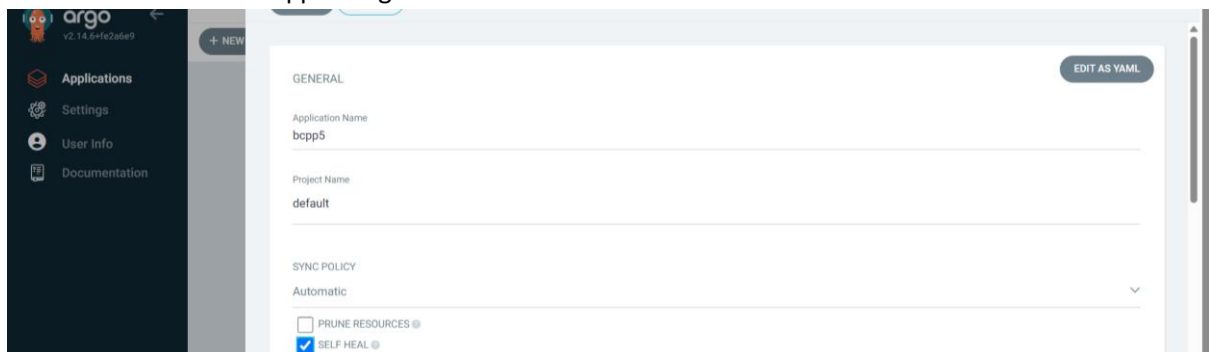 argo
v2.14.6+fe2a6e9
Applications
Settings
User Info
Documentation
+ NEW
EDIT AS YAML
GENERAL
Application Name
bcpp5
Project Name
default
SYNC POLICY
Automatic
PRUNE RESOURCES
SELF HEAL